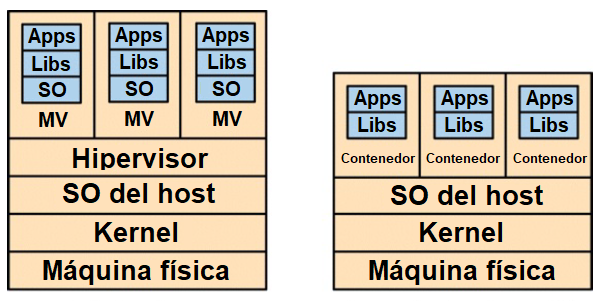 Apps Apps Apps
Libs Libs Libs
SO SO SO
MV MV MV
Hipervisor
SO del host
Kernel
Máquina física
Apps Apps Apps
Libs Libs Libs
Contenedor Contenedor Contenedor
SO del host
Kernel
Máquina física